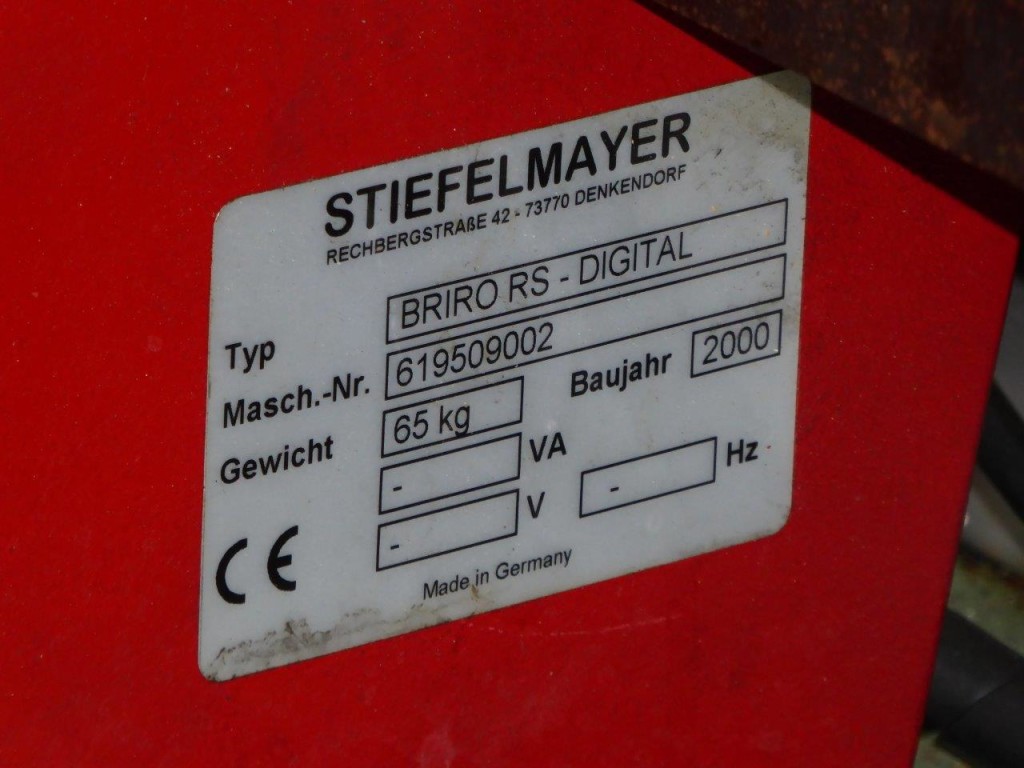 STIEFELMAYER
RECHBERGSTRAßE 42 - 73770 DENKENDORF
Typ BRIRO RS - DIGITAL
Masch.-Nr. 619509002
Gewicht 65 kg Baujahr 2000
- VA
- V - Hz
CE
Made in Germany